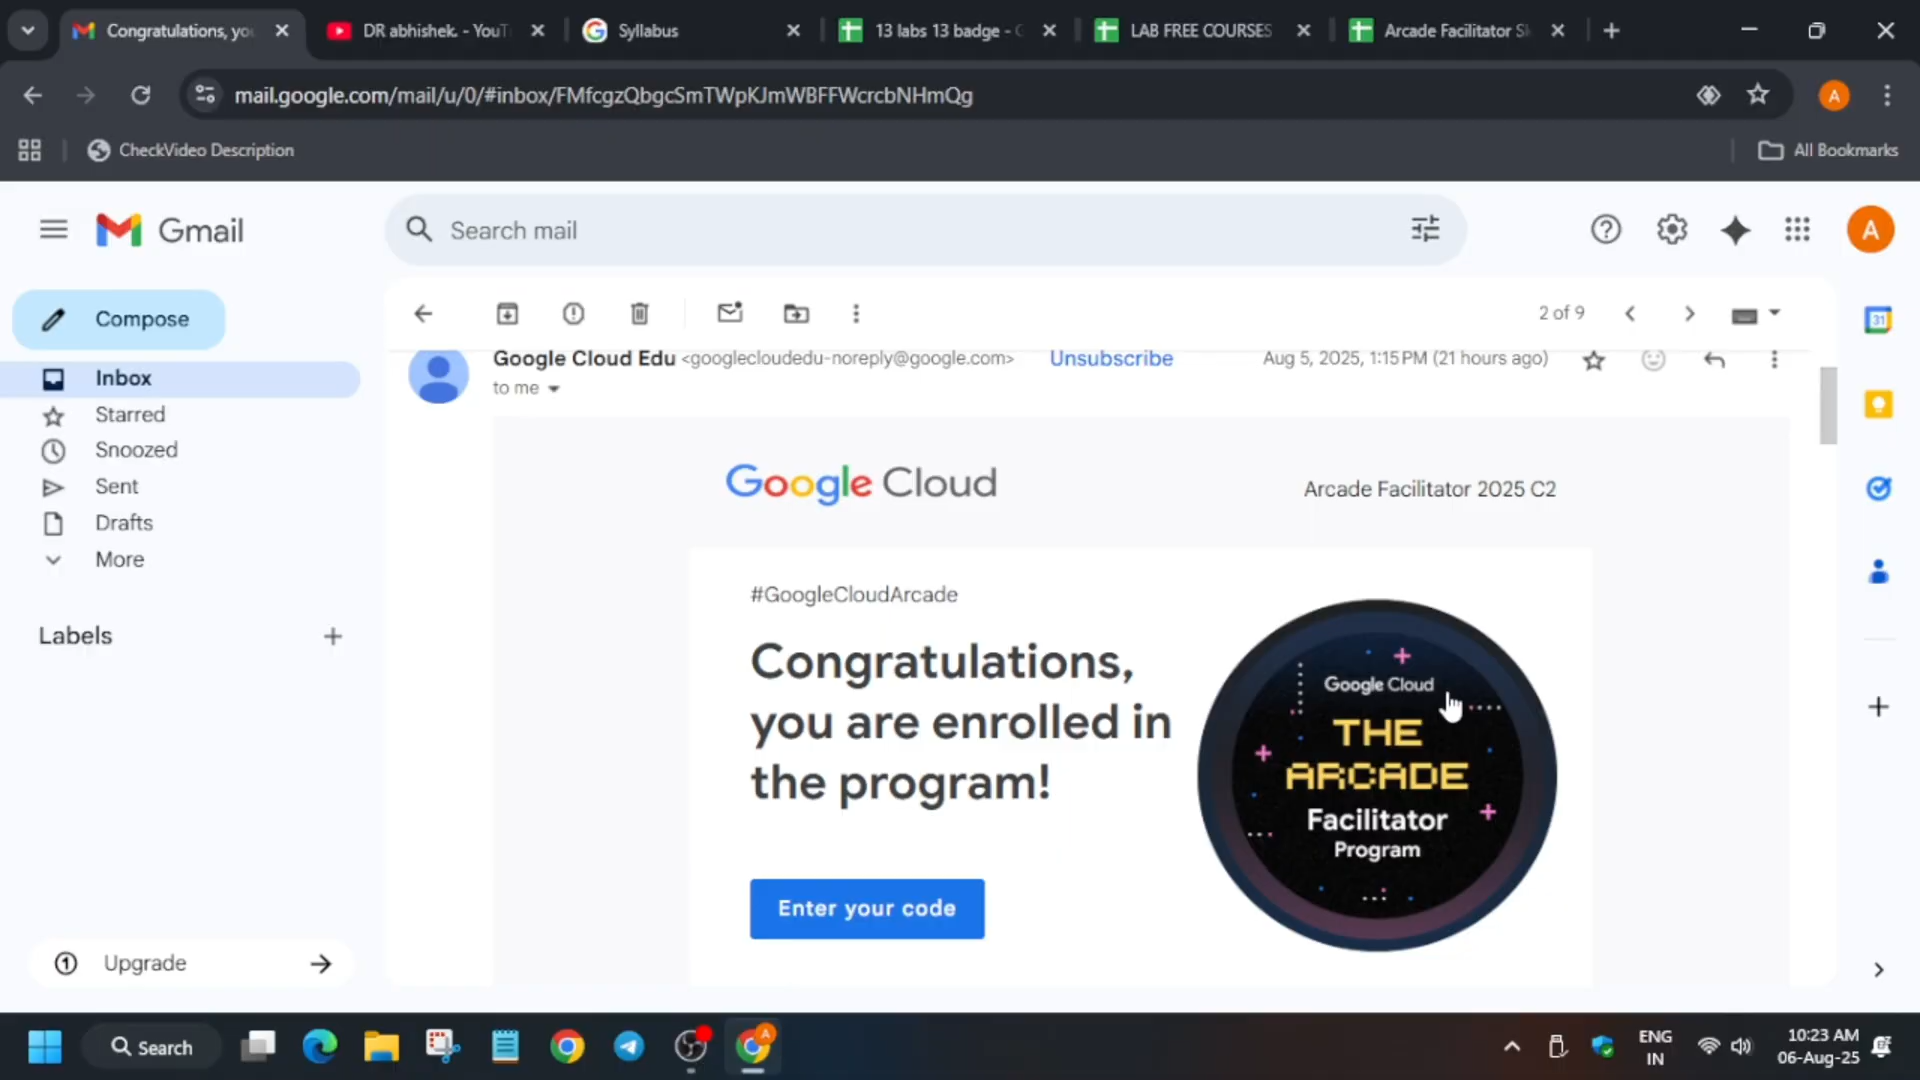 Congratulations, yo
DR abhishek. - YouT
Syllabus
13 labs 13 badge - G
LAB FREE COURSES
Arcade Facilitator Sk
mail.google.com/mail/u/0/#inbox/FMfcgzQbgcSmTWpKJmWBFFWcrcbNHmQg
A
CheckVideo Description
All Bookmarks
Gmail
Search mail
A
Compose
2 of 9
Inbox
Starred
Snoozed
Sent
Drafts
More
Labels
Upgrade
Google Cloud Edu <googlecloudedu-noreply@google.com>
Unsubscribe
Aug 5, 2025, 1:15 PM (21 hours ago)
to me
31
Google Cloud
Arcade Facilitator 2025 C2
#GoogleCloudArcade
Congratulations,
you are enrolled in
the program!
Enter your code
Google Cloud
THE
ARCADE
Facilitator
Program
Search
A
ENG
IN
10:23 AM
06-Aug-25